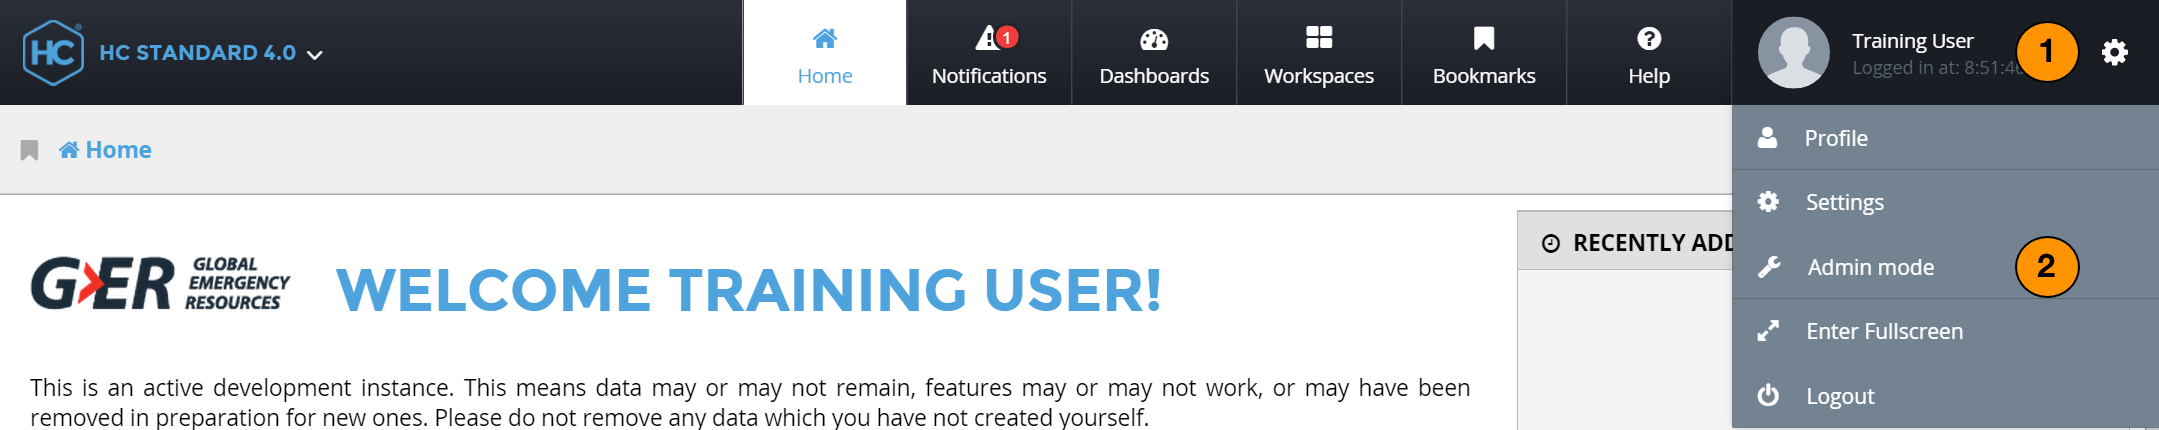 HC
HC STANDARD 4.0
Home
1
Notifications
Dashboards
Workspaces
Bookmarks
?
Help
Training User
Logged in at: 8:51:46
1
Home
Profile
Settings
Admin mode
2
Enter Fullscreen
Logout
RECENTLY ADD
GER GLOBAL
EMERGENCY
RESOURCES
WELCOME TRAINING USER!
This is an active development instance. This means data may or may not remain, features may or may not work, or may have been
removed in preparation for new ones. Please do not remove any data which you have not created yourself.